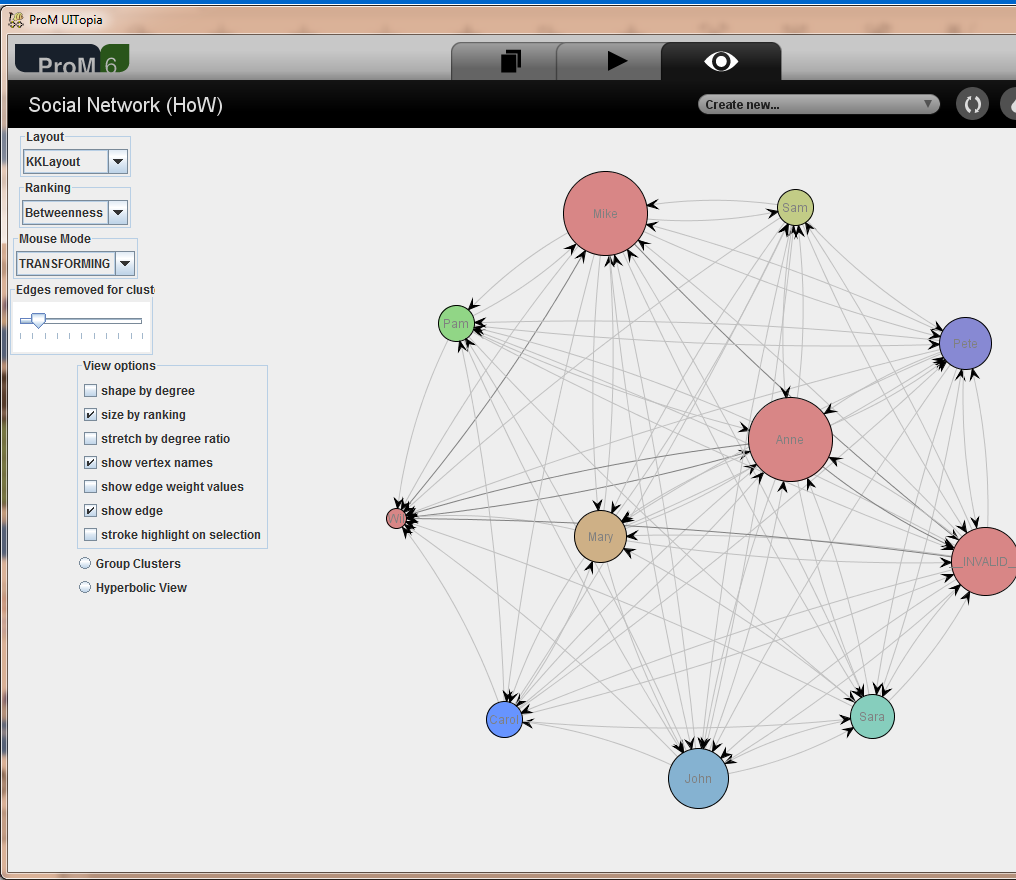 ProM UITopia
ProM 6
Social Network (HoW)
Create new...
Layout
KKLayout
Ranking
Betweenness
Mouse Mode
TRANSFORMING
Edges removed for clust
View options
shape by degree
size by ranking
stretch by degree ratio
show vertex names
show edge weight values
show edge
stroke highlight on selection
Group Clusters
Hyperbolic View
Mike
Sam
Pam
Pete
Anne
Mary
_INVALID_
Carol
Sara
John